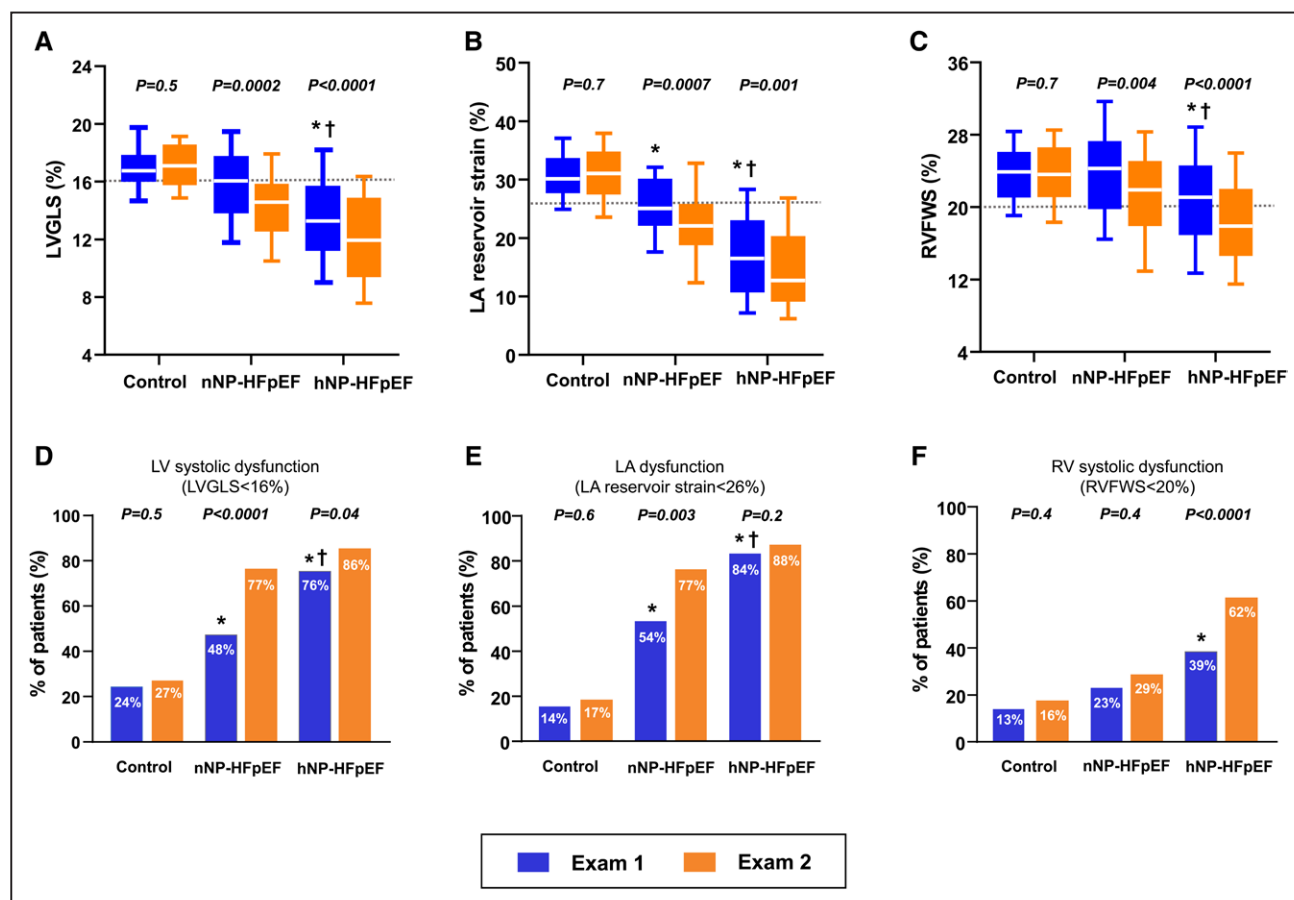 A
B
C
LVGLS (%)
24
20
16
12
8
4
P=0.5 P=0.0002 P<0.0001
*†
Control nNP-HFpEF hNP-HFpEF
LA reservoir strain (%)
50
40
30
20
10
0
P=0.7 P=0.0007 P=0.001
*
*†
Control nNP-HFpEF hNP-HFpEF
RVFWS (%)
36
28
20
12
4
P=0.7 P=0.004 P<0.0001
*†
Control nNP-HFpEF hNP-HFpEF
D
LV systolic dysfunction
(LVGLS<16%)
P=0.5 P<0.0001 P=0.04
% of patients (%)
100
80
60
40
20
0
*
*†
24% 27% 48% 77% 76% 86%
Control nNP-HFpEF hNP-HFpEF
E
LA dysfunction
(LA reservoir strain<26%)
P=0.6 P=0.003 P=0.2
% of patients (%)
100
80
60
40
20
0
*
*†
14% 17% 54% 77% 84% 88%
Control nNP-HFpEF hNP-HFpEF
F
RV systolic dysfunction
(RVFWS<20%)
P=0.4 P=0.4 P<0.0001
% of patients (%)
100
80
60
40
20
0
*
13% 16% 23% 29% 39% 62%
Control nNP-HFpEF hNP-HFpEF
Exam 1 Exam 2